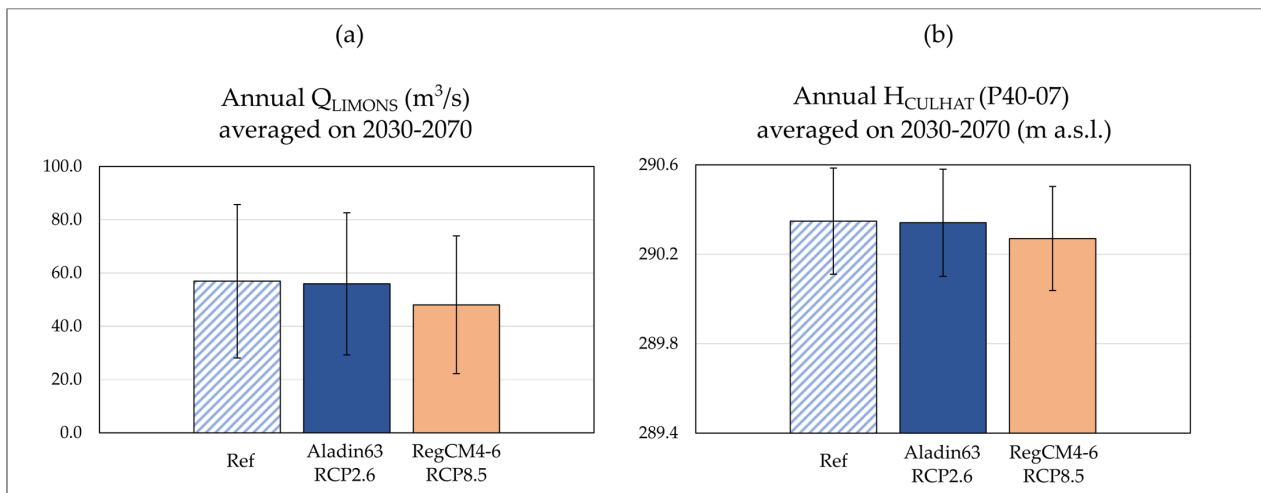 (a)
Annual Q_LIMONS (m³/s)
averaged on 2030-2070
100.0
80.0
60.0
40.0
20.0
0.0
Ref
Aladin63
RCP2.6
RegCM4-6
RCP8.5
(b)
Annual H_CULHAT (P40-07)
averaged on 2030-2070 (m a.s.l.)
290.6
290.2
289.8
289.4
Ref
Aladin63
RCP2.6
RegCM4-6
RCP8.5